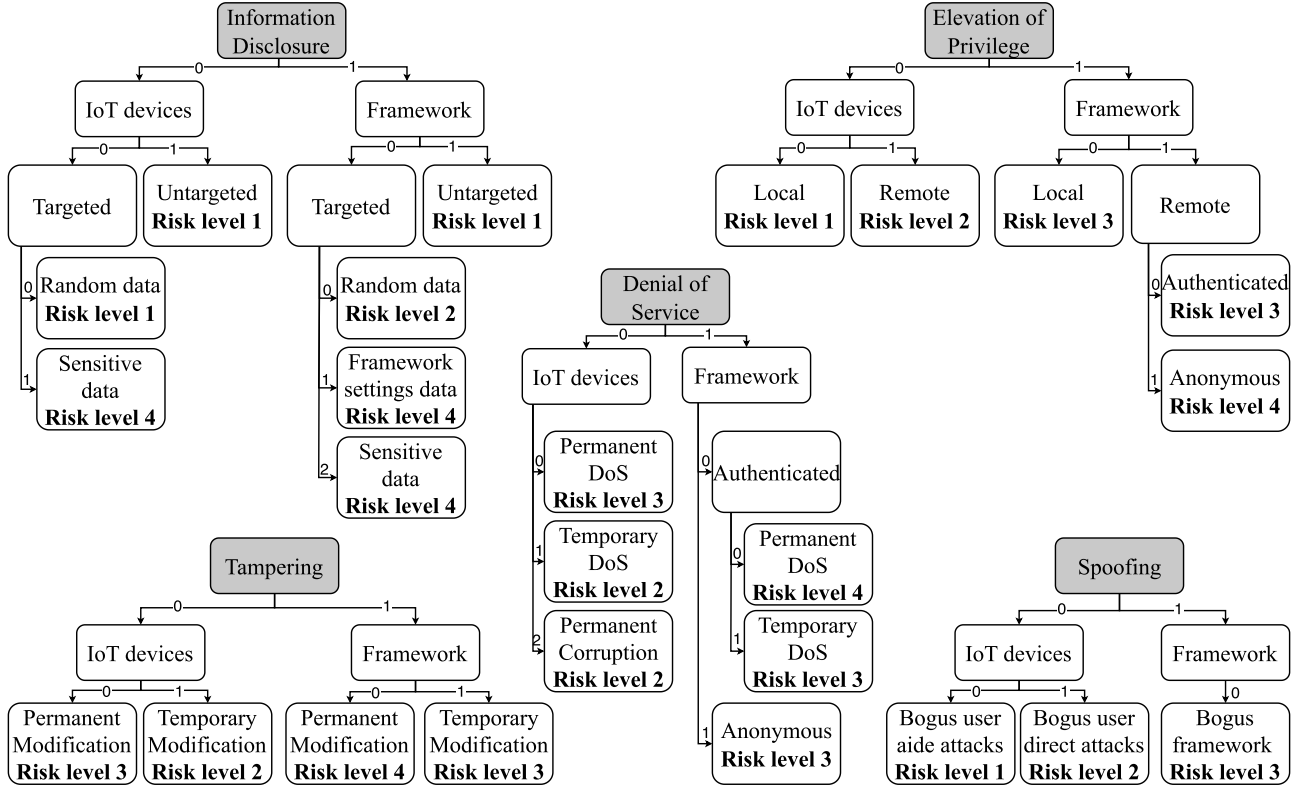 Information
Disclosure
0
1
IoT devices
Framework
0
1
0
1
Targeted
Untargeted
Risk level 1
Targeted
Untargeted
Risk level 1
0
Random data
Risk level 1
1
Sensitive
data
Risk level 4
0
Random data
Risk level 2
1
Framework
settings data
Risk level 4
2
Sensitive
data
Risk level 4
Elevation of
Privilege
0
1
IoT devices
Framework
0
1
0
1
Local
Risk level 1
Remote
Risk level 2
Local
Risk level 3
Remote
0
Authenticated
Risk level 3
1
Anonymous
Risk level 4
Denial of
Service
0
1
IoT devices
Framework
0
Permanent
DoS
Risk level 3
1
Temporary
DoS
Risk level 2
2
Permanent
Corruption
Risk level 2
0
Authenticated
0
Permanent
DoS
Risk level 4
1
Temporary
DoS
Risk level 3
1
Anonymous
Risk level 3
Tampering
0
1
IoT devices
Framework
0
1
0
1
Permanent
Modification
Risk level 3
Temporary
Modification
Risk level 2
Permanent
Modification
Risk level 4
Temporary
Modification
Risk level 3
Spoofing
0
1
IoT devices
Framework
0
1
0
Bogus user
aide attacks
Risk level 1
Bogus user
direct attacks
Risk level 2
Bogus
framework
Risk level 3